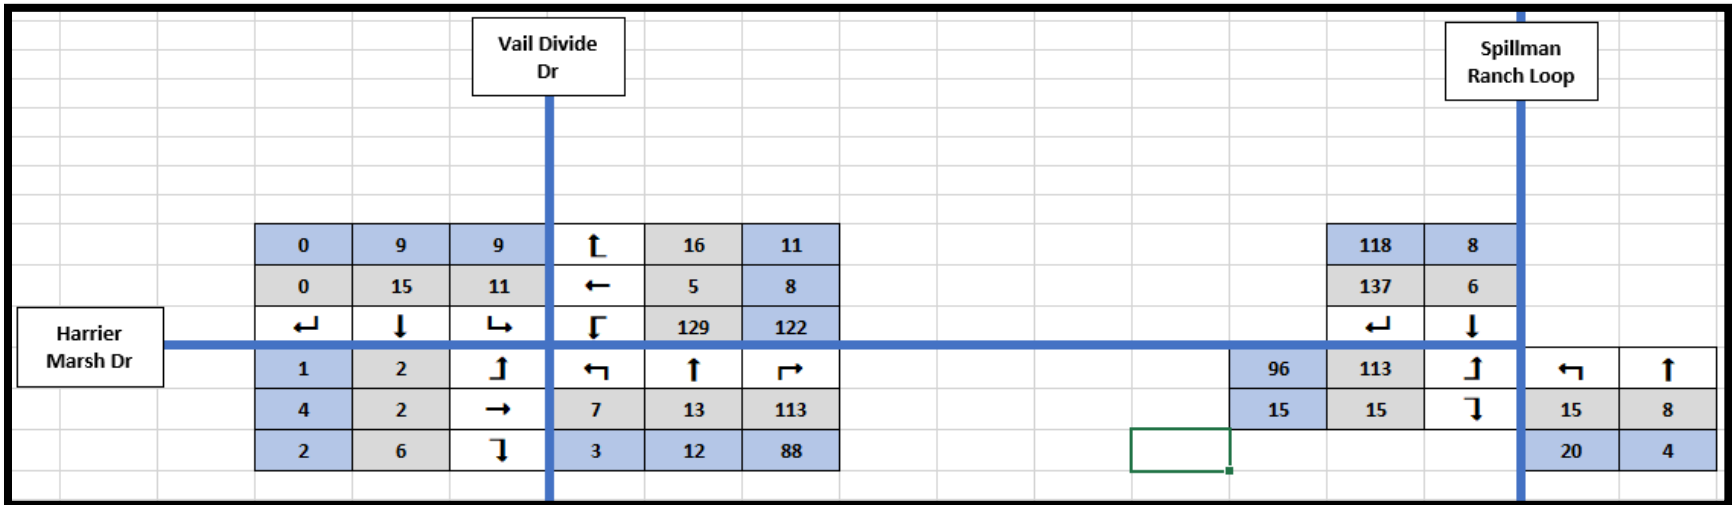 Vail Divide
Dr
Spillman
Ranch Loop
0 9 9 ↰ 16 11 118 8
0 15 11 ← 5 8 137 6
↵ ↓ ↳ ↓ 129 122 ↵ ↓
Harrier
Marsh Dr
1 2 ↥ ↰ ↑ ↱ 96 113 ↥ ↰ ↑
4 2 → 7 13 113 15 15 ↴ 15 8
2 6 ↴ 3 12 88 20 4